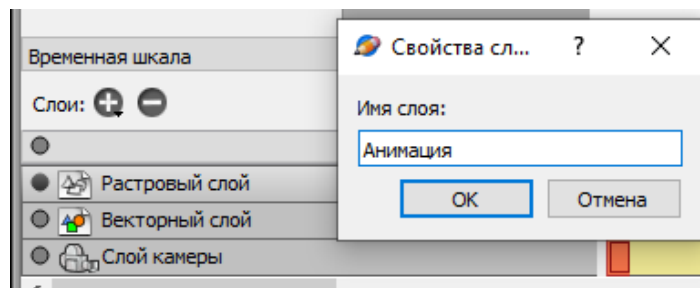 Временная шкала
Слои:
Растровый слой
Векторный слой
Слой камеры
Свойства сл... ?
Имя слоя:
Анимация
OK Отмена